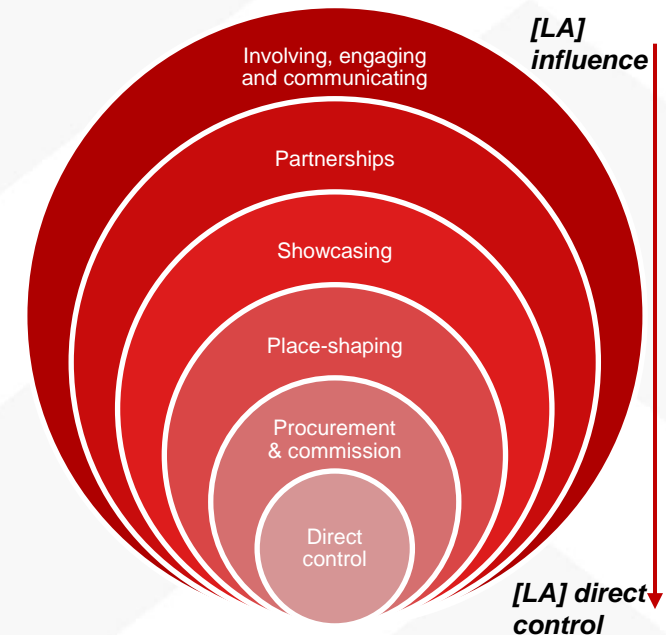 [LA]
influence
Involving, engaging
and communicating
Partnerships
Showcasing
Place-shaping
Procurement
& commission
Direct
control
[LA] direct
control